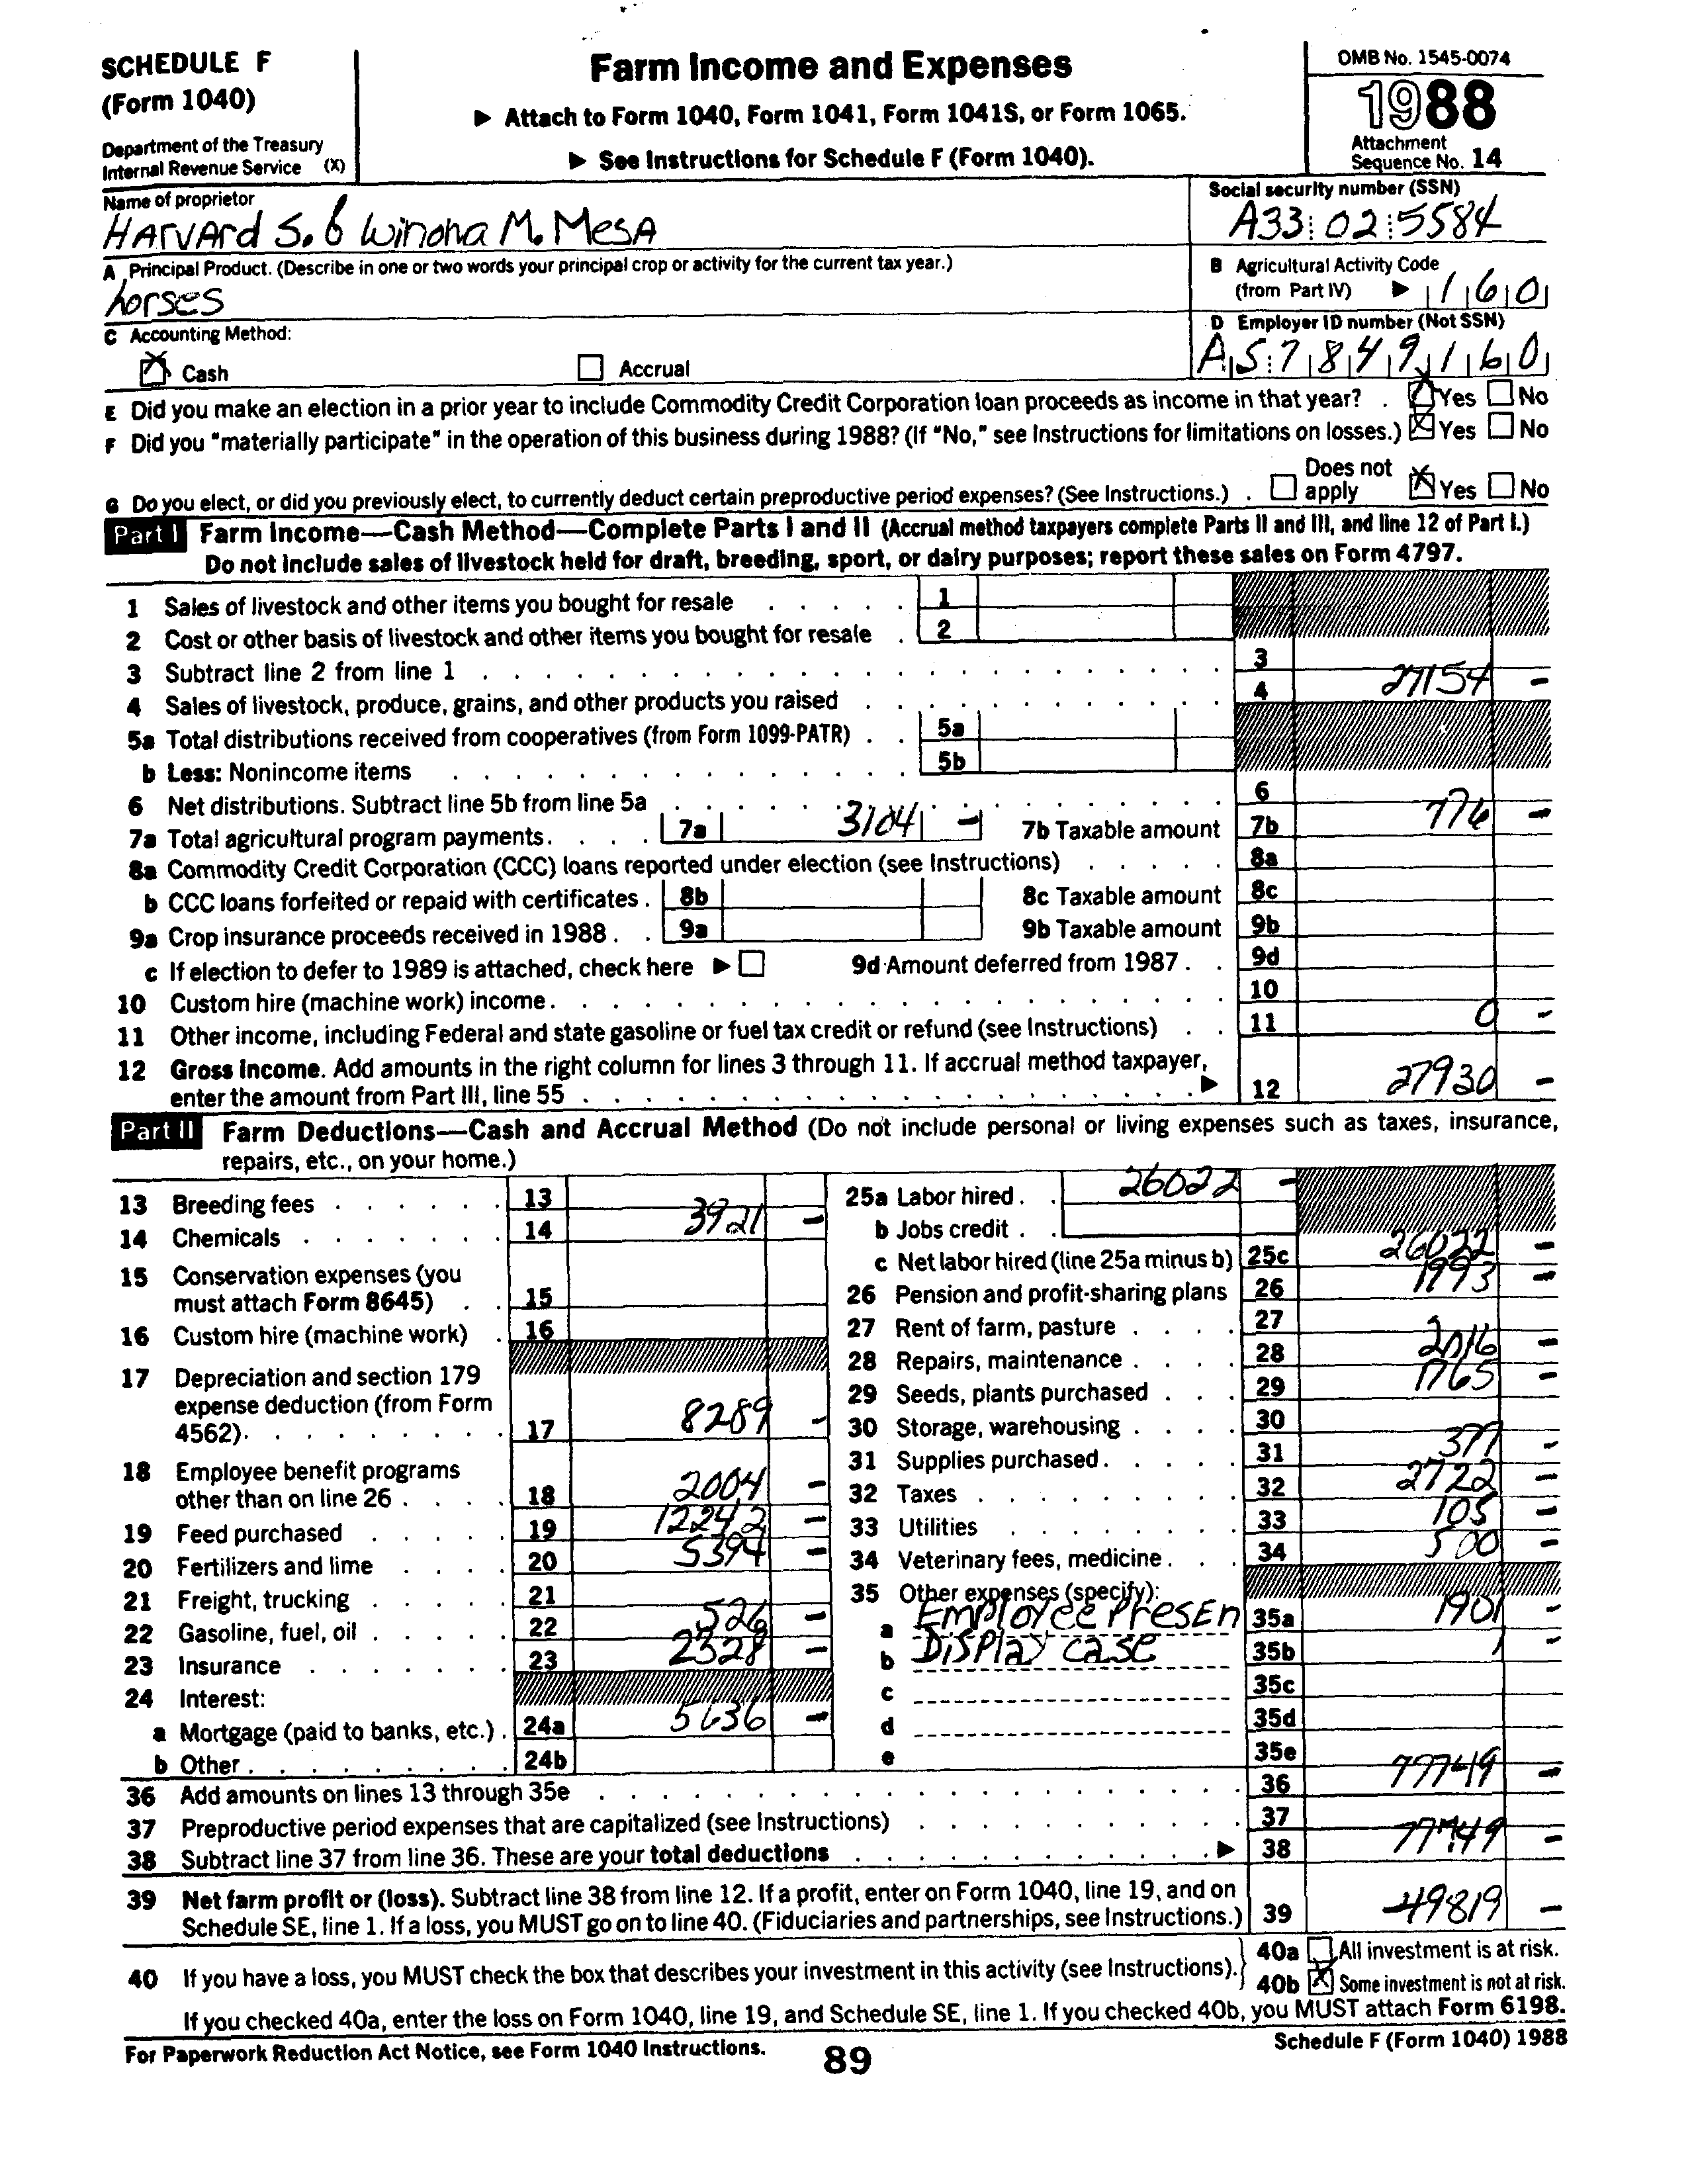 SCHEDULE F
(Form 1040)
Department of the Treasury
Internal Revenue Service (X)
Farm Income and Expenses
▶ Attach to Form 1040, Form 1041, Form 1041S, or Form 1065.
▶ See Instructions for Schedule F (Form 1040).
OMB No. 1545-0074
1988
Attachment
Sequence No. 14
Name of proprietor
HArVArd S. & Winona M. MesA
Social security number (SSN)
A33 02 5584
A Principal Product. (Describe in one or two words your principal crop or activity for the current tax year.)
horses
B Agricultural Activity Code
(from Part IV) ▶ 1 6 0
C Accounting Method:
Cash Accrual
D Employer ID number (Not SSN)
A S 7 8 4 9 1 6 0
E Did you make an election in a prior year to include Commodity Credit Corporation loan proceeds as income in that year? . Yes No
F Did you "materially participate" in the operation of this business during 1988? (If "No," see Instructions for limitations on losses.) Yes No
G Do you elect, or did you previously elect, to currently deduct certain preproductive period expenses? (See Instructions.) . Does not apply Yes No
Part I Farm Income—Cash Method—Complete Parts I and II (Accrual method taxpayers complete Parts II and III, and line 12 of Part I.)
Do not include sales of livestock held for draft, breeding, sport, or dairy purposes; report these sales on Form 4797.
1 Sales of livestock and other items you bought for resale . . . . . 1
2 Cost or other basis of livestock and other items you bought for resale . 2
3 Subtract line 2 from line 1 . . . . . 3
4 Sales of livestock, produce, grains, and other products you raised . . . . . 4 27154 -
5a Total distributions received from cooperatives (from Form 1099-PATR) . . 5a
b Less: Nonincome items . . . . . 5b
6 Net distributions. Subtract line 5b from line 5a . . . . . 6
7a Total agricultural program payments. . . . 7a 3104 - 7b Taxable amount 7b 776 -
8a Commodity Credit Corporation (CCC) loans reported under election (see Instructions) . . . . . 8a
b CCC loans forfeited or repaid with certificates . 8b 8c Taxable amount 8c
9a Crop insurance proceeds received in 1988 . . 9a 9b Taxable amount 9b
c If election to defer to 1989 is attached, check here ▶ 9d Amount deferred from 1987 . . 9d
10 Custom hire (machine work) income . . . . . 10
11 Other income, including Federal and state gasoline or fuel tax credit or refund (see Instructions) . . 11 0 -
12 Gross Income. Add amounts in the right column for lines 3 through 11. If accrual method taxpayer,
enter the amount from Part III, line 55 . . . . . ▶ 12 27930 -
Part II Farm Deductions—Cash and Accrual Method (Do not include personal or living expenses such as taxes, insurance,
repairs, etc., on your home.)
13 Breeding fees . . . . . . 13
14 Chemicals . . . . . . . 14 3921 -
15 Conservation expenses (you
must attach Form 8645) . . 15
16 Custom hire (machine work) . 16
17 Depreciation and section 179
expense deduction (from Form
4562). . . . . . . . . 17 8289 -
18 Employee benefit programs
other than on line 26 . . . . 18 2004 -
19 Feed purchased . . . . . 19 12242 -
20 Fertilizers and lime . . . . 20 5394 -
21 Freight, trucking . . . . . 21
22 Gasoline, fuel, oil . . . . . 22 526 -
23 Insurance . . . . . . . 23 2328 -
24 Interest:
a Mortgage (paid to banks, etc.) . 24a 5636 -
b Other . . . . . . . . . 24b
25a Labor hired . . 26022 -
b Jobs credit . .
c Net labor hired (line 25a minus b) 25c 26022 -
26 Pension and profit-sharing plans 26 1993 -
27 Rent of farm, pasture . . . . 27
28 Repairs, maintenance . . . . 28 2016 -
29 Seeds, plants purchased . . . 29 1765 -
30 Storage, warehousing . . . . 30
31 Supplies purchased . . . . . 31 377 -
32 Taxes . . . . . . . . . 32 2722 -
33 Utilities . . . . . . . . 33 105 -
34 Veterinary fees, medicine . . . 34 500 -
35 Other expenses (specify):
a EmPloyee PresEn 35a 1901 -
b DiSPlay case 35b 1 -
c 35c
d 35d
e 35e
36 Add amounts on lines 13 through 35e . . . . . 36 77749 -
37 Preproductive period expenses that are capitalized (see Instructions) . . . . . 37
38 Subtract line 37 from line 36. These are your total deductions . . . . . ▶ 38 77749 -
39 Net farm profit or (loss). Subtract line 38 from line 12. If a profit, enter on Form 1040, line 19, and on
Schedule SE, line 1. If a loss, you MUST go on to line 40. (Fiduciaries and partnerships, see Instructions.) 39 -49819 -
40 If you have a loss, you MUST check the box that describes your investment in this activity (see Instructions). 40a All investment is at risk.
40b Some investment is not at risk.
If you checked 40a, enter the loss on Form 1040, line 19, and Schedule SE, line 1. If you checked 40b, you MUST attach Form 6198.
For Paperwork Reduction Act Notice, see Form 1040 Instructions.
89
Schedule F (Form 1040) 1988